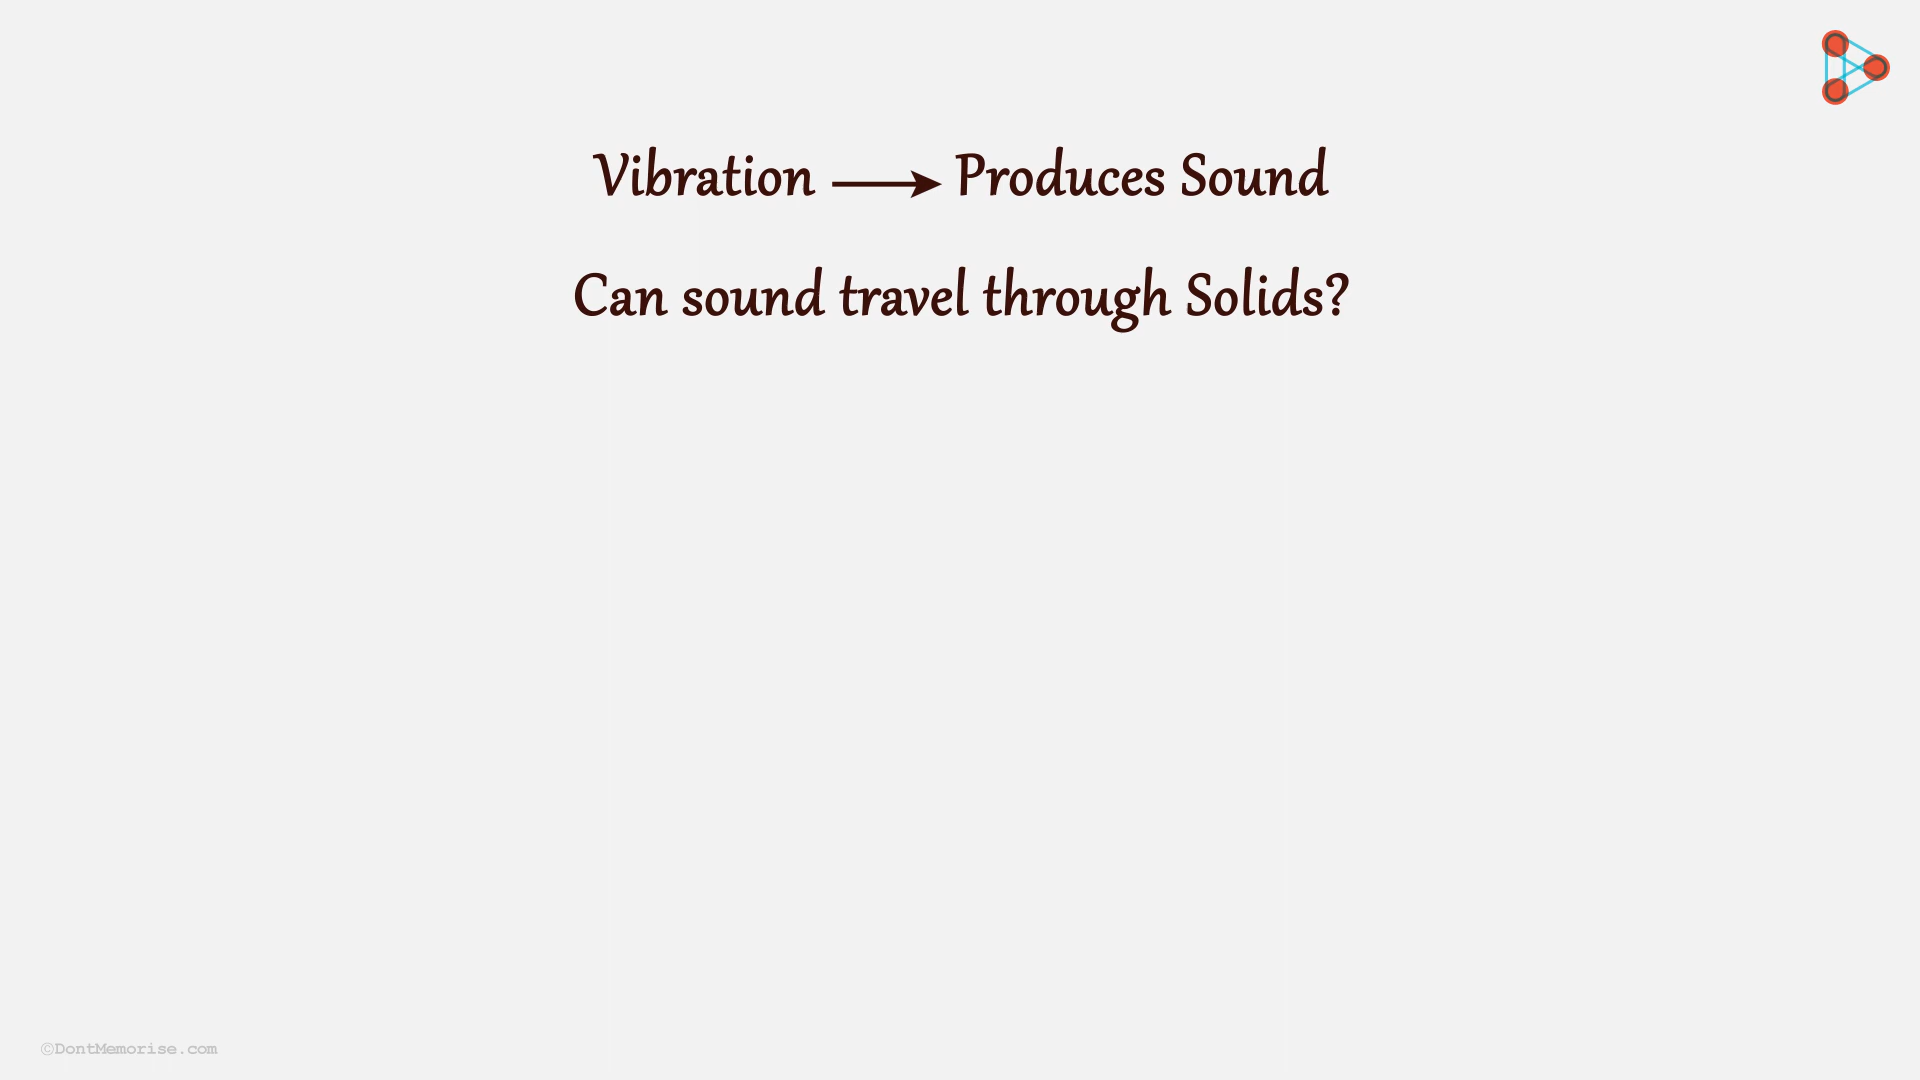 Vibration ⟶ Produces Sound
Can sound travel through Solids?
©DontMemorise.com